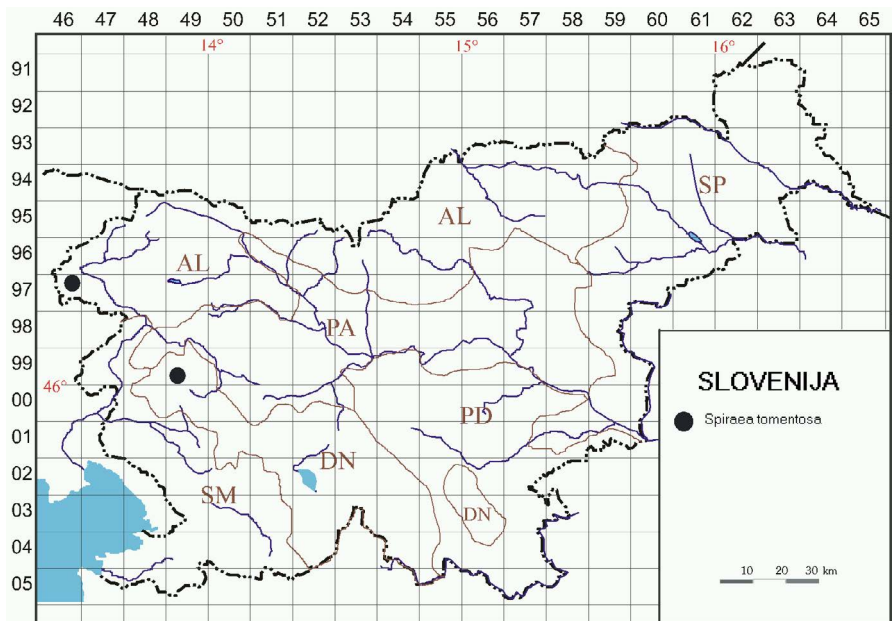 46 47 48 49 50 51 52 53 54 55 56 57 58 59 60 61 62 63 64 65
14° 15° 16°
91
92
93
94
SP
95
AL
96
AL
97
98
PA
99
46°
SLOVENIJA
00
PD
Spiraea tomentosa
01
DN
02
SM
03
DN
04
05
10 20 30 km